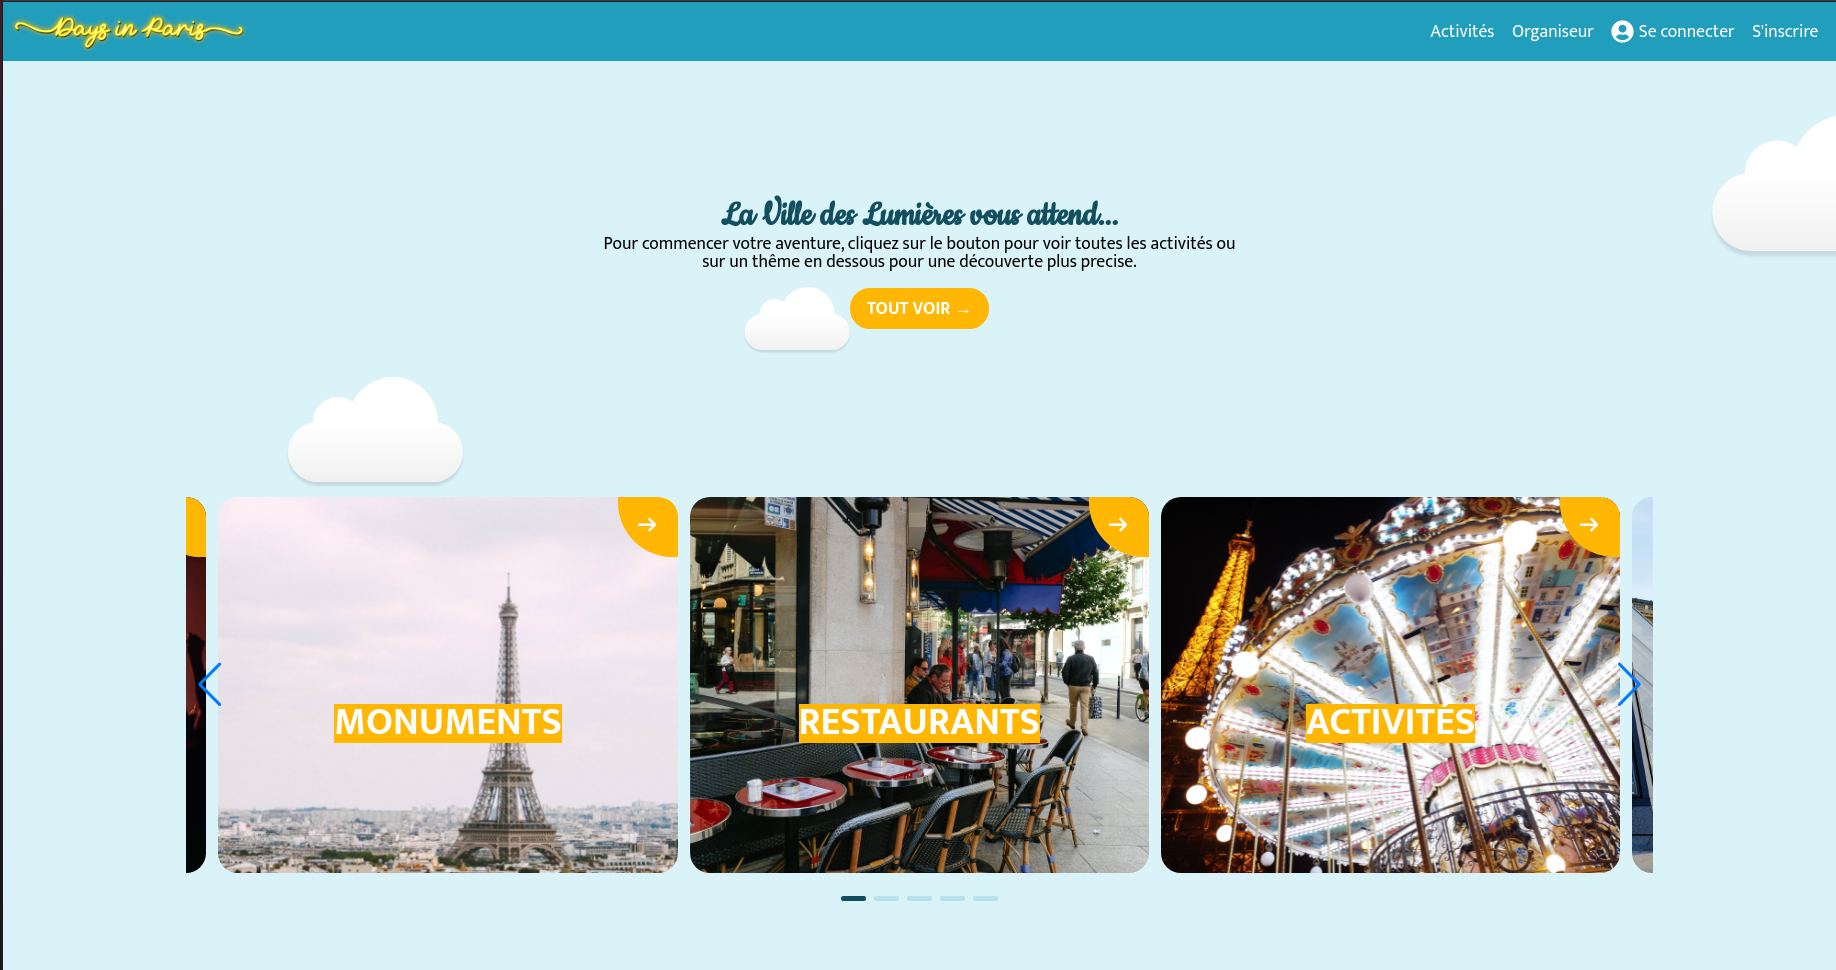 Days in Paris
Activités
Organiseur
Se connecter
S'inscrire
La Ville des Lumières vous attend...
Pour commencer votre aventure, cliquez sur le bouton pour voir toutes les activités ou
sur un thême en dessous pour une découverte plus precise.
TOUT VOIR →
MONUMENTS
RESTAURANTS
ACTIVITÉS